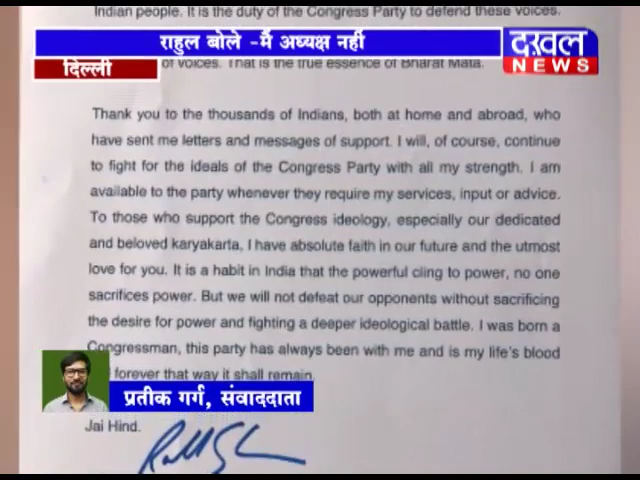 Indian people. It is the duty of the Congress Party to defend these voices.
राहुल बोले -मैं अध्यक्ष नहीं
दख़ल
NEWS
दिल्ली
of voices. That is the true essence of Bharat Mata.
Thank you to the thousands of Indians, both at home and abroad, who
have sent me letters and messages of support. I will, of course, continue
to fight for the ideals of the Congress Party with all my strength. I am
available to the party whenever they require my services, input or advice.
To those who support the Congress ideology, especially our dedicated
and beloved karyakarta, I have absolute faith in our future and the utmost
love for you. It is a habit in India that the powerful cling to power, no one
sacrifices power. But we will not defeat our opponents without sacrificing
the desire for power and fighting a deeper ideological battle. I was born a
Congressman, this party has always been with me and is my life's blood
forever that way it shall remain.
प्रतीक गर्ग, संवाददाता
Jai Hind.